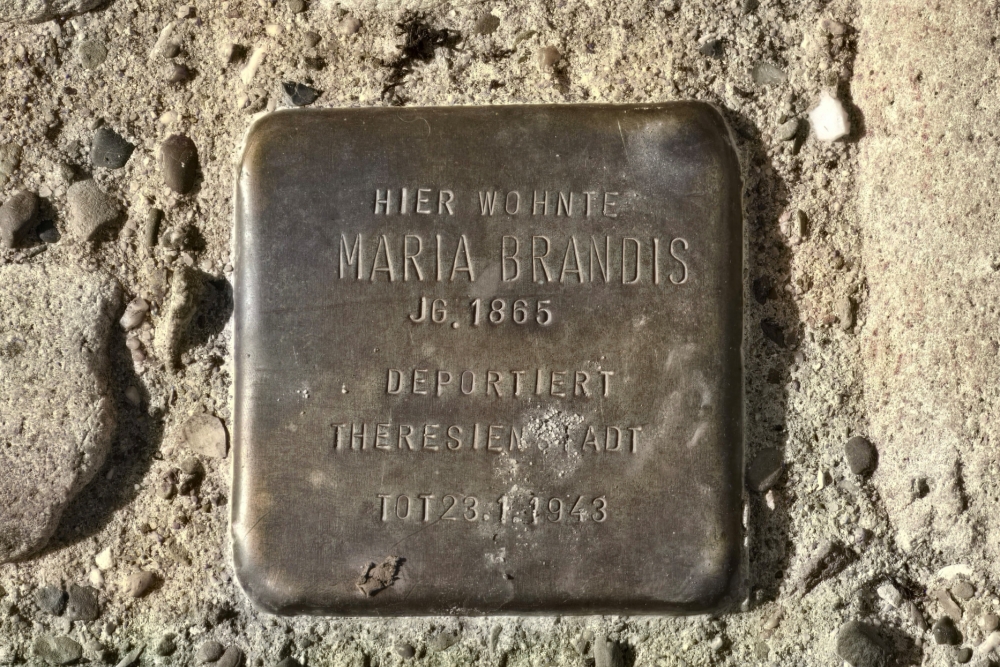 HIER WOHNTE
MARIA BRANDIS
JG. 1865
DEPORTIERT
THERESIENSTADT
TOT 23.1.1943